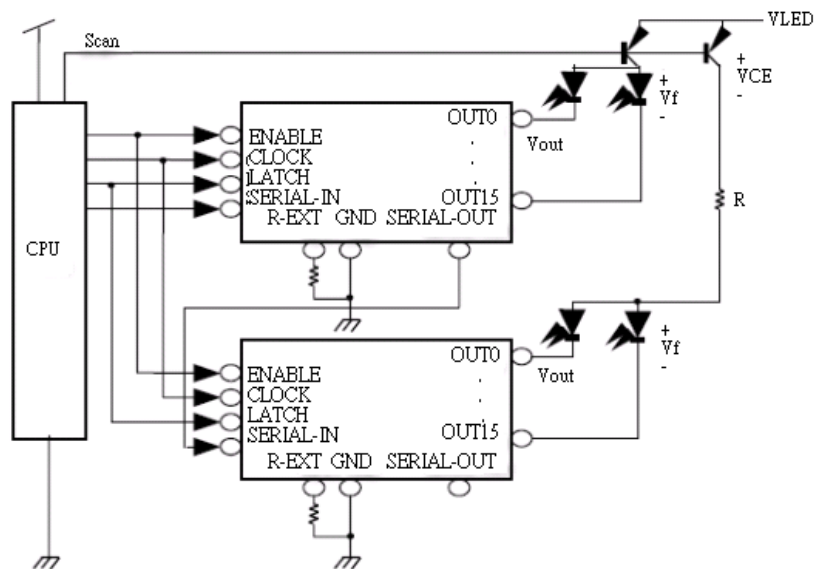 VLED
Scan
+
VCE
-
+
Vf
-
OUT0
Vout
ENABLE
CLOCK
LATCH
SERIAL-IN
OUT15
R-EXT GND SERIAL-OUT
R
CPU
OUT0
Vout
+
Vf
-
ENABLE
CLOCK
LATCH
SERIAL-IN
OUT15
R-EXT GND SERIAL-OUT